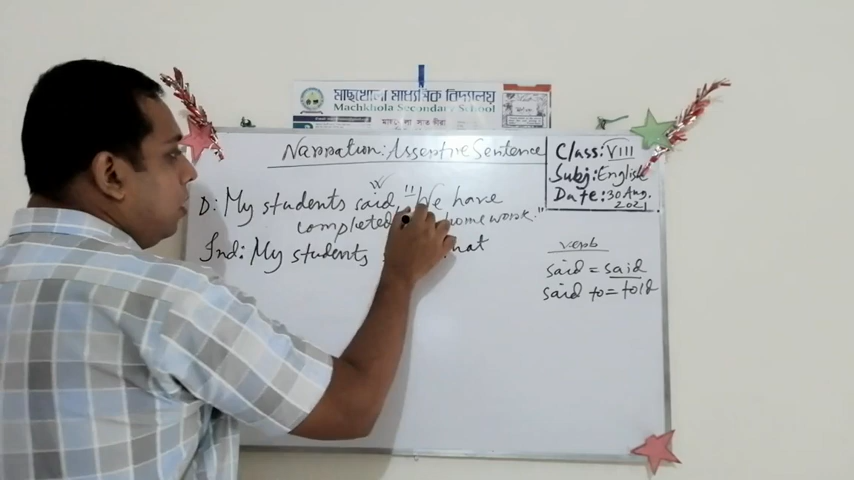 মাছখোলা মাধ্যমিক বিদ্যালয়
Machkhola Secondary School
Narration: Assertive Sentence
Class: VIII
Subj: English
Date: 30 Aug. 2021
D: My students said, "We have
completed homework."
Ind: My students that
verb
said = said
said to = told